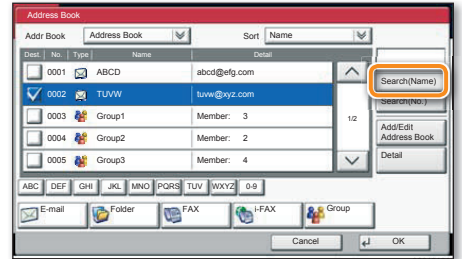 Address Book
Addr Book Address Book Sort Name
Dest. No. Type Name Detail
0001 ABCD abcd@efg.com
Search(Name)
0002 TUVW tuvw@xyz.com
Search(No.)
0003 Group1 Member: 3 1/2
Add/Edit
Address Book
0004 Group2 Member: 2
Detail
0005 Group3 Member: 4
ABC DEF GHI JKL MNO PQRS TUV WXYZ 0-9
E-mail Folder FAX i-FAX Group
Cancel OK